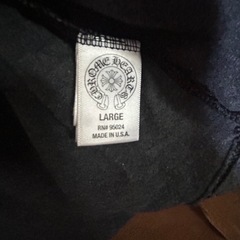 CHROME HEARTS
LARGE
RN# 95024
MADE IN U.S.A.